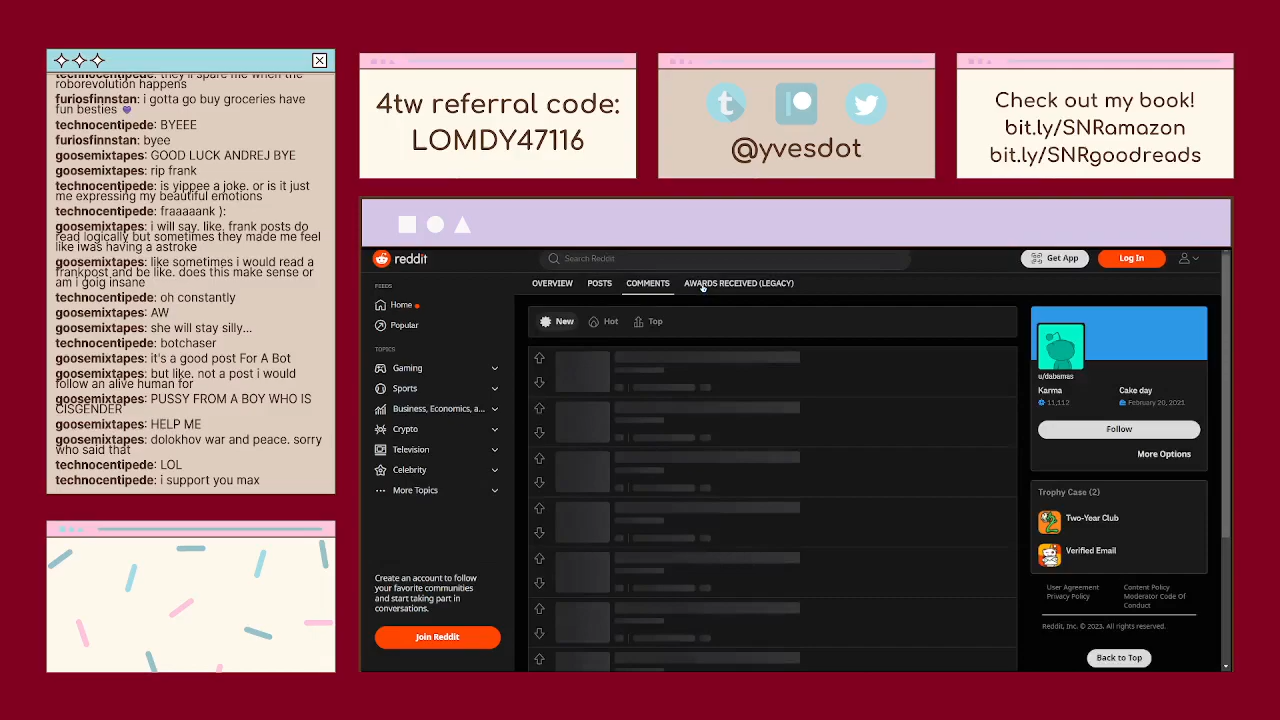 technocentipede: they'll spare me when the
roborevolution happens
furiosfinnstan: i gotta go buy groceries have
fun besties 💜
technocentipede: BYEEE
furiosfinnstan: byee
goosemixtapes: GOOD LUCK ANDREJ BYE
goosemixtapes: rip frank
technocentipede: is yippee a joke. or is it just
me expressing my beautiful emotions
technocentipede: fraaaaank ):
goosemixtapes: i will say. like. frank posts do
read logically but sometimes they made me feel
like iwas having a astroke
goosemixtapes: like sometimes i would read a
frankpost and be like. does this make sense or
am i goig insane
technocentipede: oh constantly
goosemixtapes: AW
goosemixtapes: she will stay silly...
technocentipede: botchaser
goosemixtapes: it's a good post For A Bot
goosemixtapes: but like. not a post i would
follow an alive human for
goosemixtapes: PUSSY FROM A BOY WHO IS
CISGENDER
goosemixtapes: HELP ME
goosemixtapes: dolokhov war and peace. sorry
who said that
technocentipede: LOL
technocentipede: i support you max
4tw referral code:
LOMDY47116
@yvesdot
Check out my book!
bit.ly/SNRamazon
bit.ly/SNRgoodreads
reddit
Search Reddit
Get App
Log In
FEEDS
Home
Popular
TOPICS
Gaming
Sports
Business, Economics, a...
Crypto
Television
Celebrity
More Topics
Create an account to follow
your favorite communities
and start taking part in
conversations.
Join Reddit
OVERVIEW POSTS COMMENTS AWARDS RECEIVED (LEGACY)
New Hot Top
u/dabamas
Karma Cake day
11,112 February 20, 2021
Follow
More Options
Trophy Case (2)
Two-Year Club
Verified Email
User Agreement Content Policy
Privacy Policy Moderator Code Of
Conduct
Reddit, Inc. © 2023. All rights reserved.
Back to Top